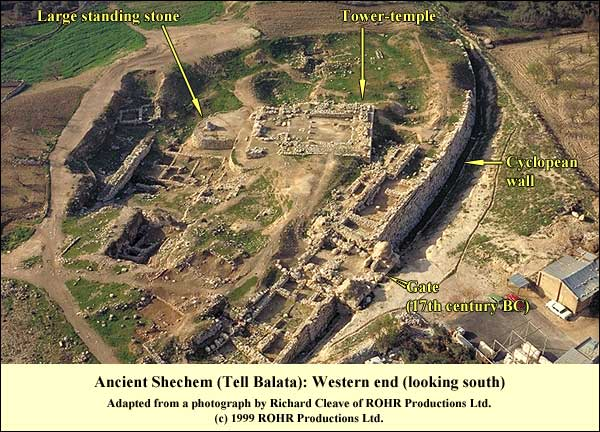 Large standing stone
Tower-temple
Cyclopean
wall
Gate
(17th century BC)
Ancient Shechem (Tell Balata): Western end (looking south)
Adapted from a photograph by Richard Cleave of ROHR Productions Ltd.
(c) 1999 ROHR Productions Ltd.